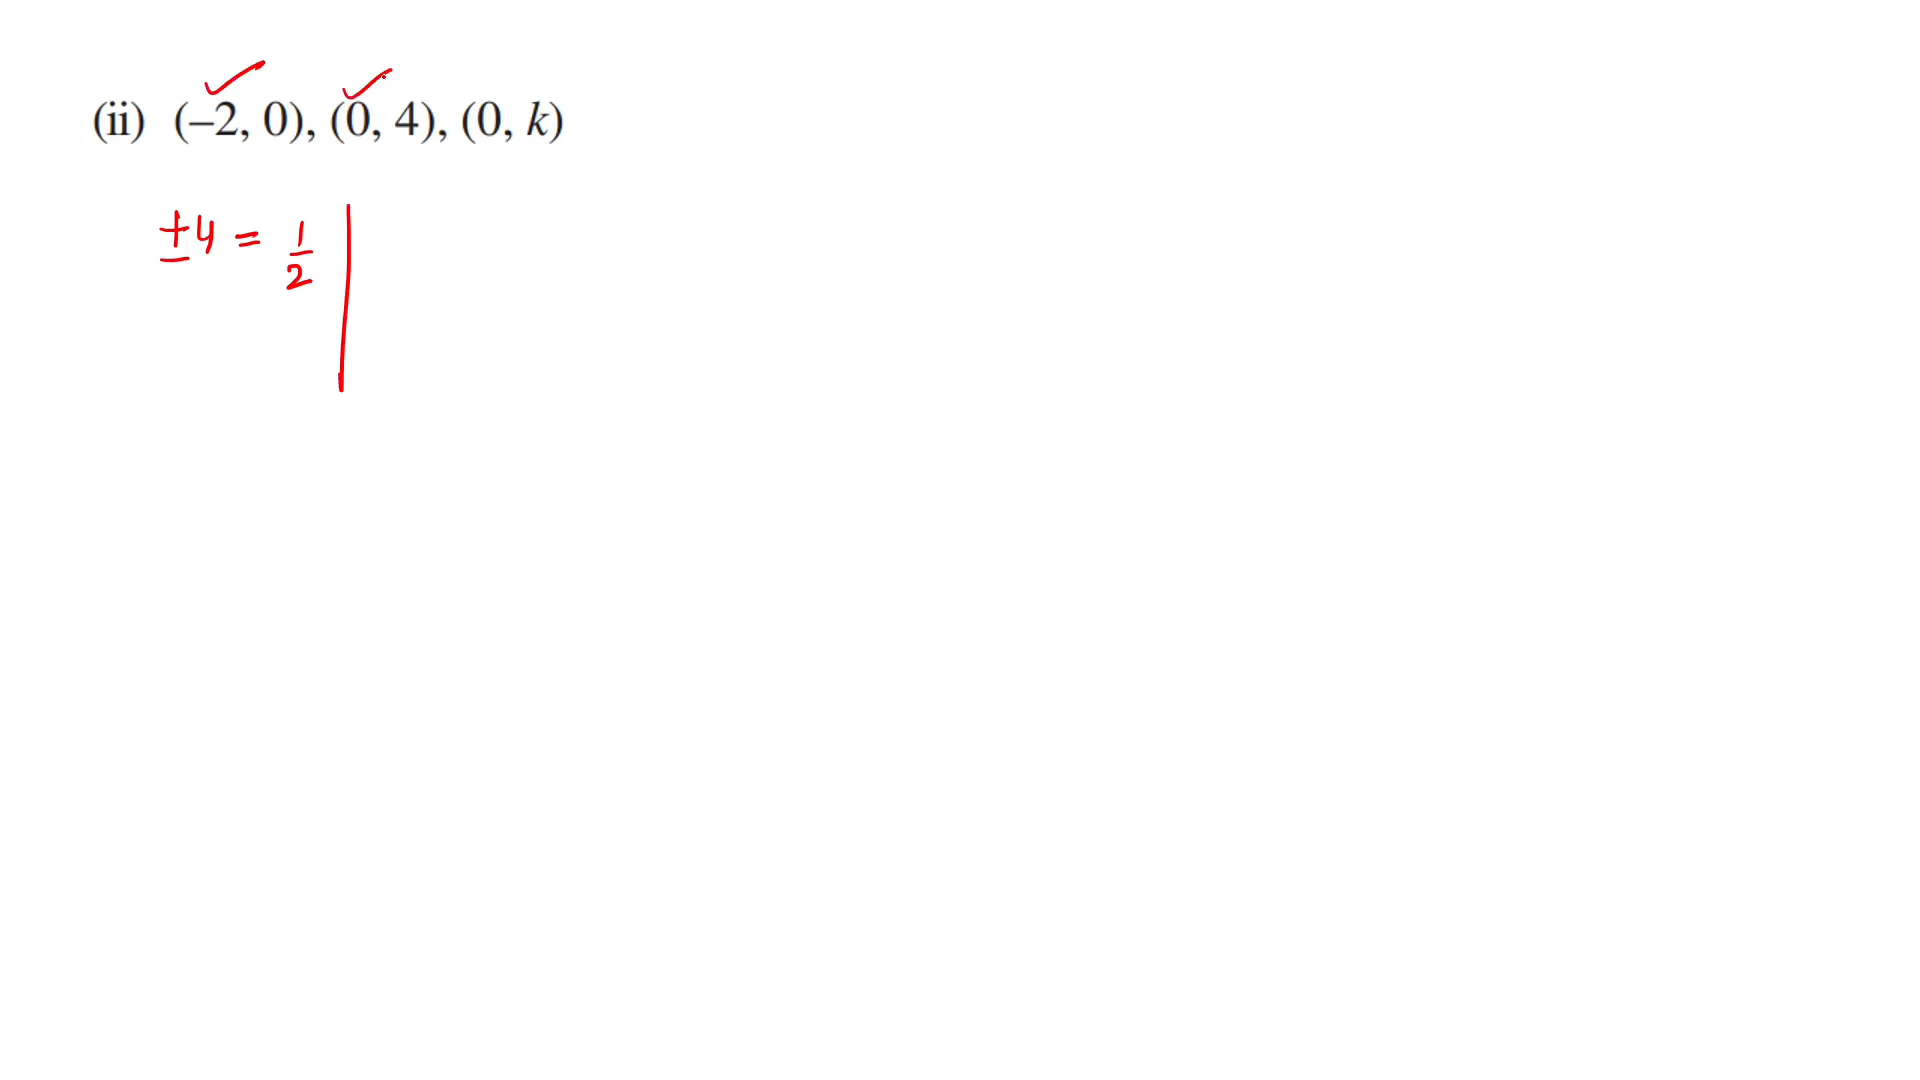 (ii) (–2, 0), (0, 4), (0, k)
±4 = 1/2 |